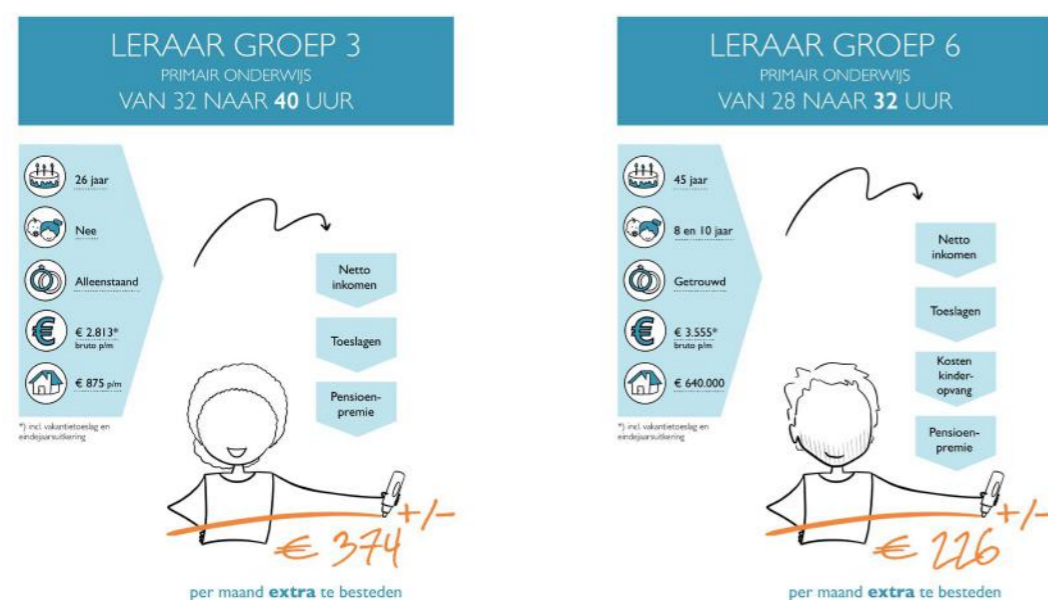 LERAAR GROEP 3
PRIMAIR ONDERWIJS
VAN 32 NAAR 40 UUR
26 jaar
Nee
Alleenstaand
€ 2.813*
bruto p/m
€ 875 p/m
*) incl. vakantietoeslag en
eindejaarsuitkering
Netto
inkomen
Toeslagen
Pensioen-
premie
+/-
€ 374
per maand extra te besteden
LERAAR GROEP 6
PRIMAIR ONDERWIJS
VAN 28 NAAR 32 UUR
45 jaar
8 en 10 jaar
Getrouwd
€ 3.555*
bruto p/m
€ 640.000
*) incl. vakantietoeslag en
eindejaarsuitkering
Netto
inkomen
Toeslagen
Kosten
kinder-
opvang
Pensioen-
premie
+/-
€ 226
per maand extra te besteden